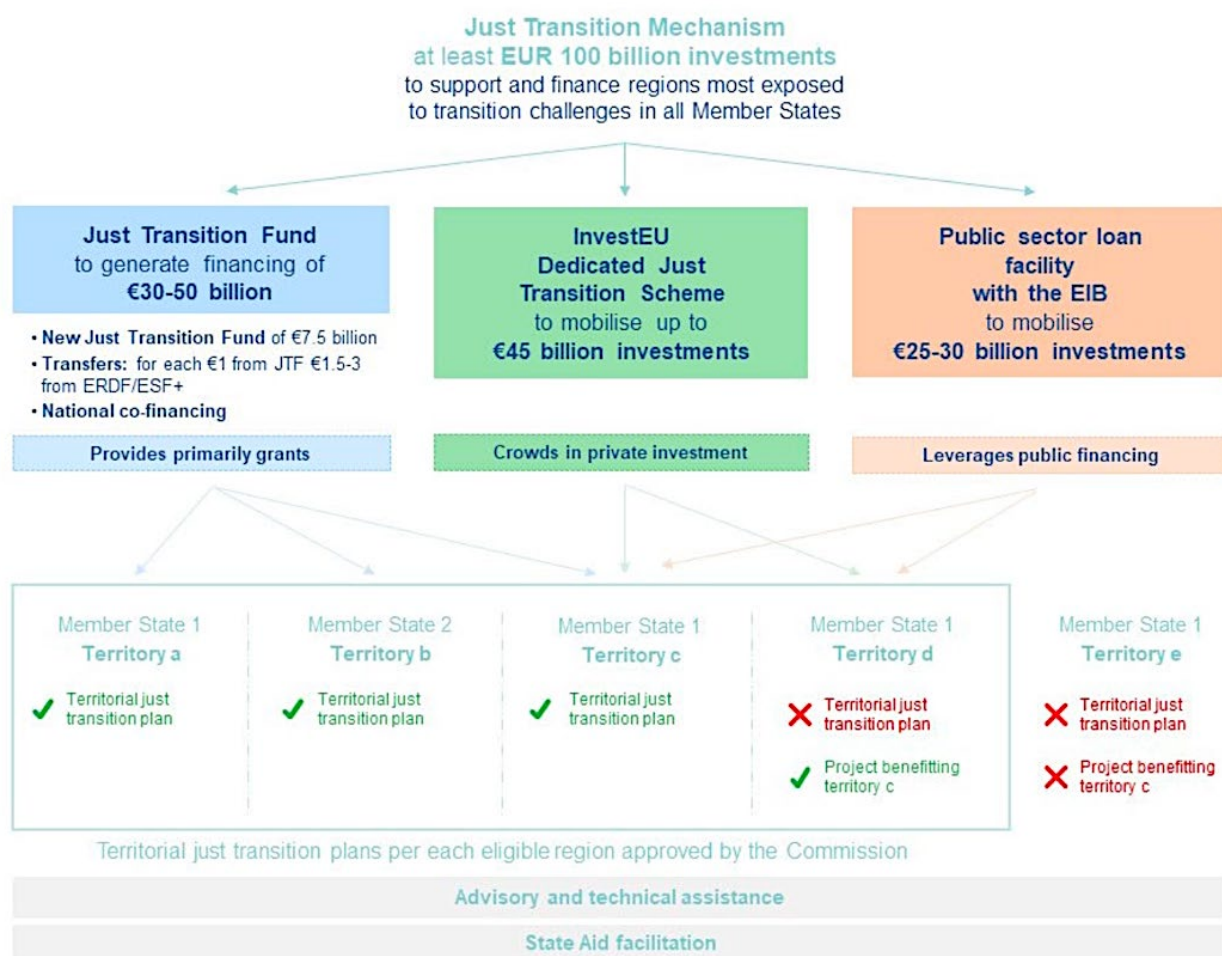 Just Transition Mechanism
at least EUR 100 billion investments
to support and finance regions most exposed
to transition challenges in all Member States
Just Transition Fund
to generate financing of
€30-50 billion
• New Just Transition Fund of €7.5 billion
• Transfers: for each €1 from JTF €1.5-3
from ERDF/ESF+
• National co-financing
Provides primarily grants
InvestEU
Dedicated Just
Transition Scheme
to mobilise up to
€45 billion investments
Crowds in private investment
Public sector loan
facility
with the EIB
to mobilise
€25-30 billion investments
Leverages public financing
Member State 1
Territory a
Territorial just
transition plan
Member State 2
Territory b
Territorial just
transition plan
Member State 1
Territory c
Territorial just
transition plan
Member State 1
Territory d
Territorial just
transition plan
Project benefitting
territory c
Member State 1
Territory e
Territorial just
transition plan
Project benefitting
territory c
Territorial just transition plans per each eligible region approved by the Commission
Advisory and technical assistance
State Aid facilitation